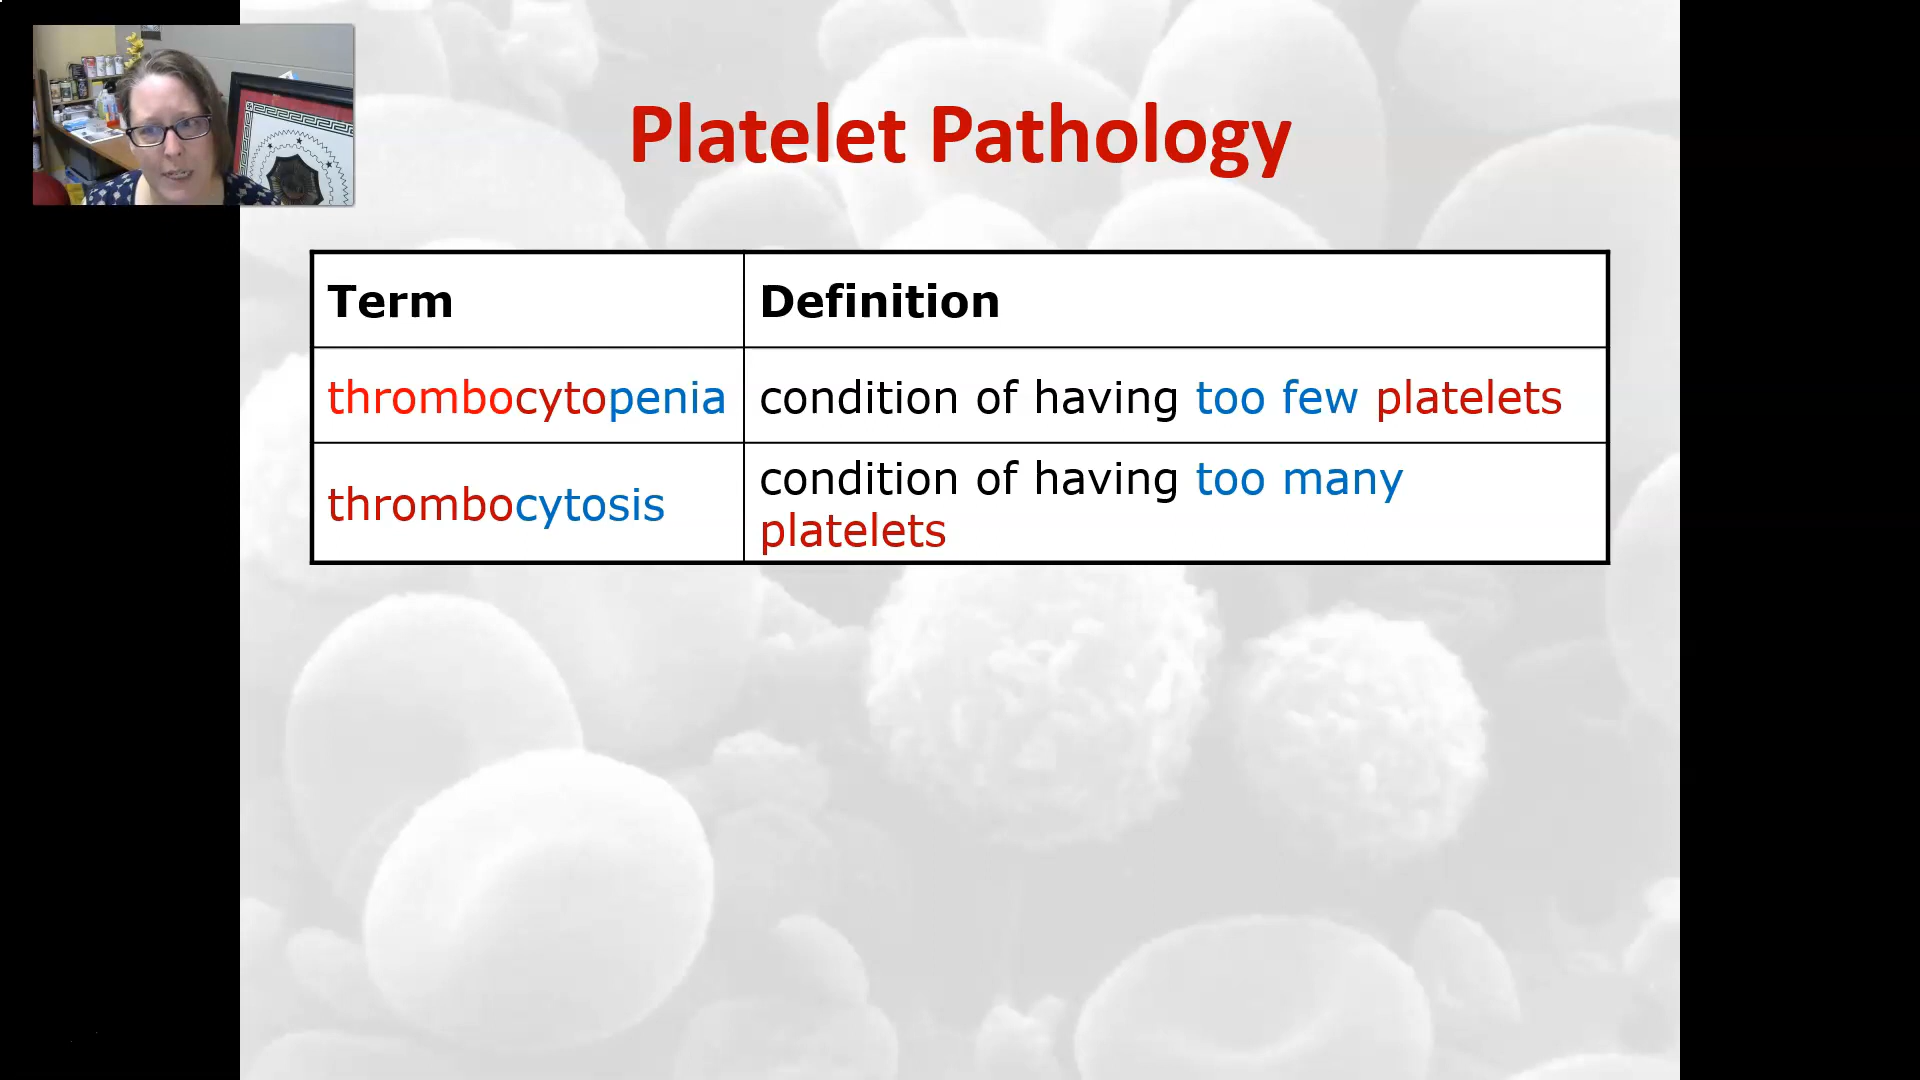 Platelet Pathology
Term
Definition
thrombocytopenia
condition of having too few platelets
thrombocytosis
condition of having too many
platelets